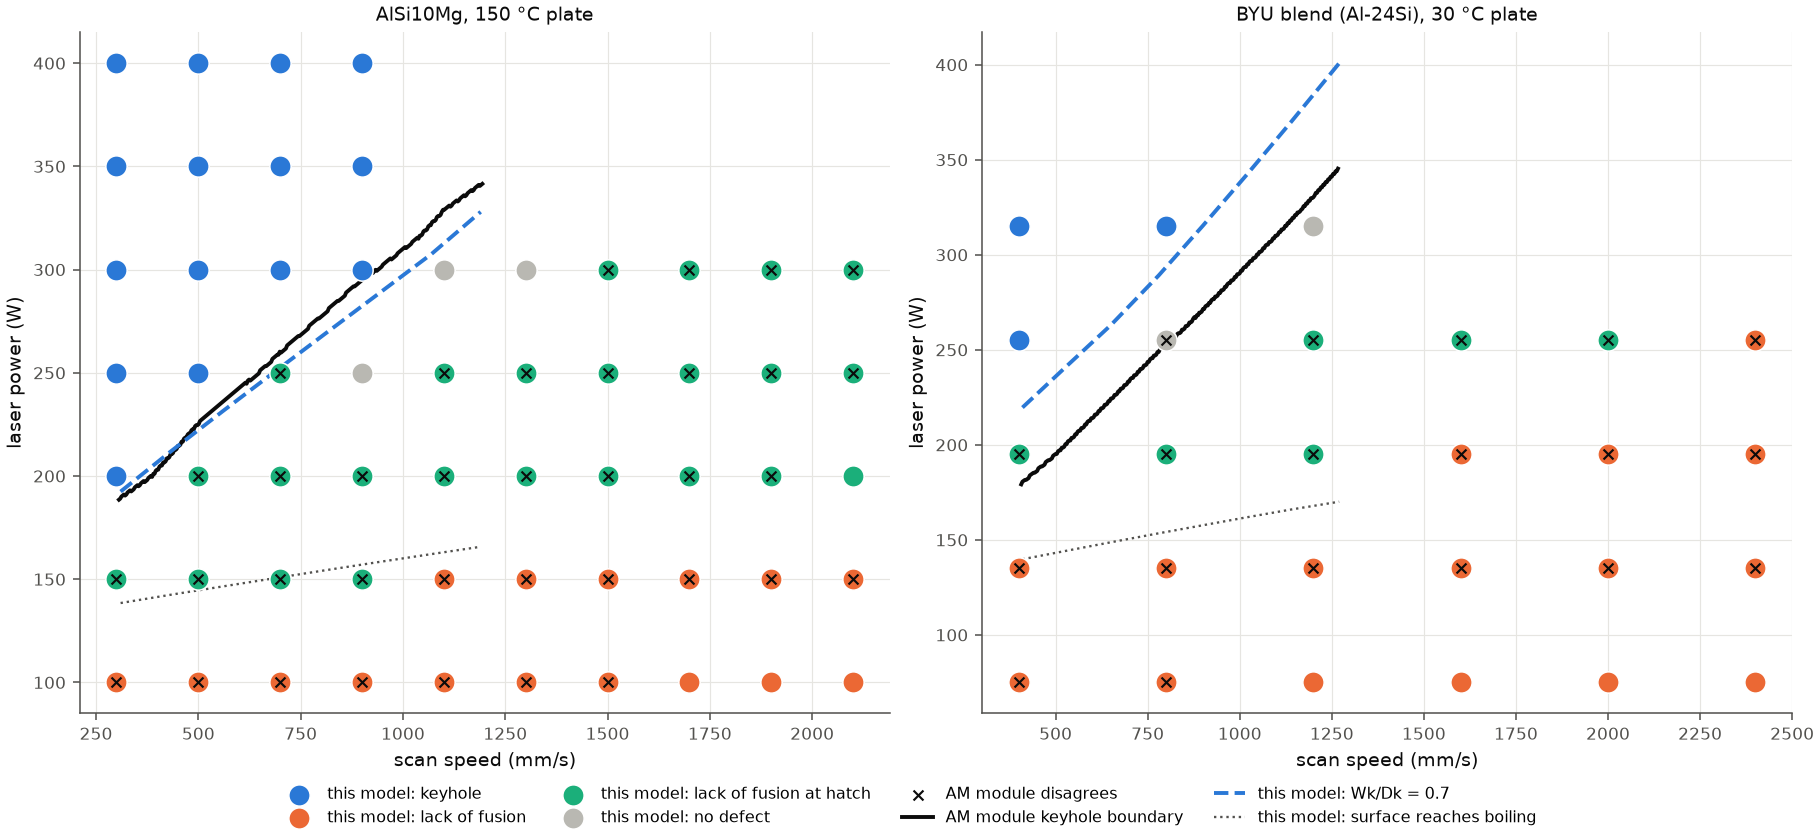 AlSi10Mg, 150 °C plate
BYU blend (Al-24Si), 30 °C plate
laser power (W)
400
350
300
250
200
150
100
250
500
750
1000
1250
1500
1750
2000
scan speed (mm/s)
laser power (W)
400
350
300
250
200
150
100
500
750
1000
1250
1500
1750
2000
2250
2500
scan speed (mm/s)
this model: keyhole
this model: lack of fusion
this model: lack of fusion at hatch
this model: no defect
AM module disagrees
AM module keyhole boundary
this model: Wk/Dk = 0.7
this model: surface reaches boiling